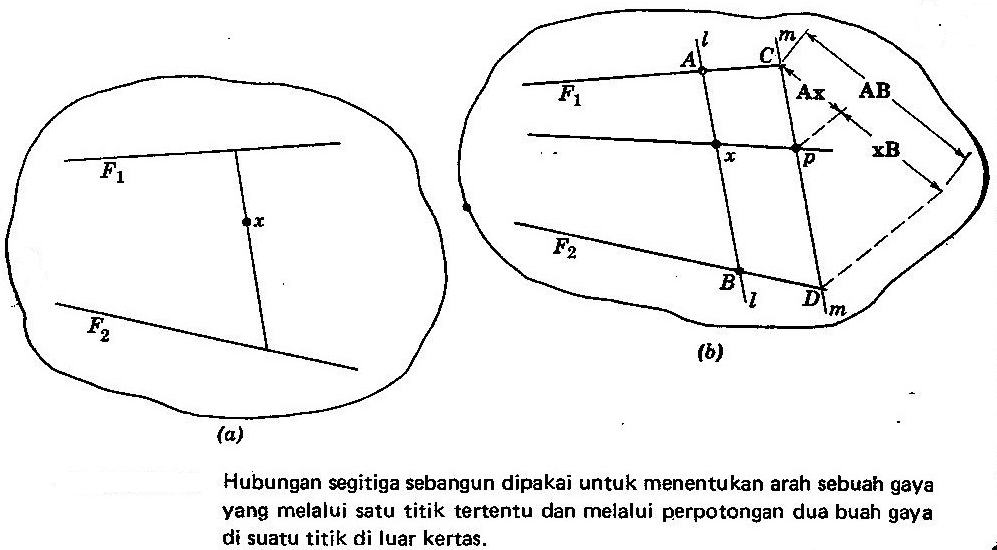 F1
x
F2
(a)
l
m
A
C
F1
Ax
AB
x
p
xB
F2
B
l
D
m
(b)
Hubungan segitiga sebangun dipakai untuk menentukan arah sebuah gaya
yang melalui satu titik tertentu dan melalui perpotongan dua buah gaya
di suatu titik di luar kertas.